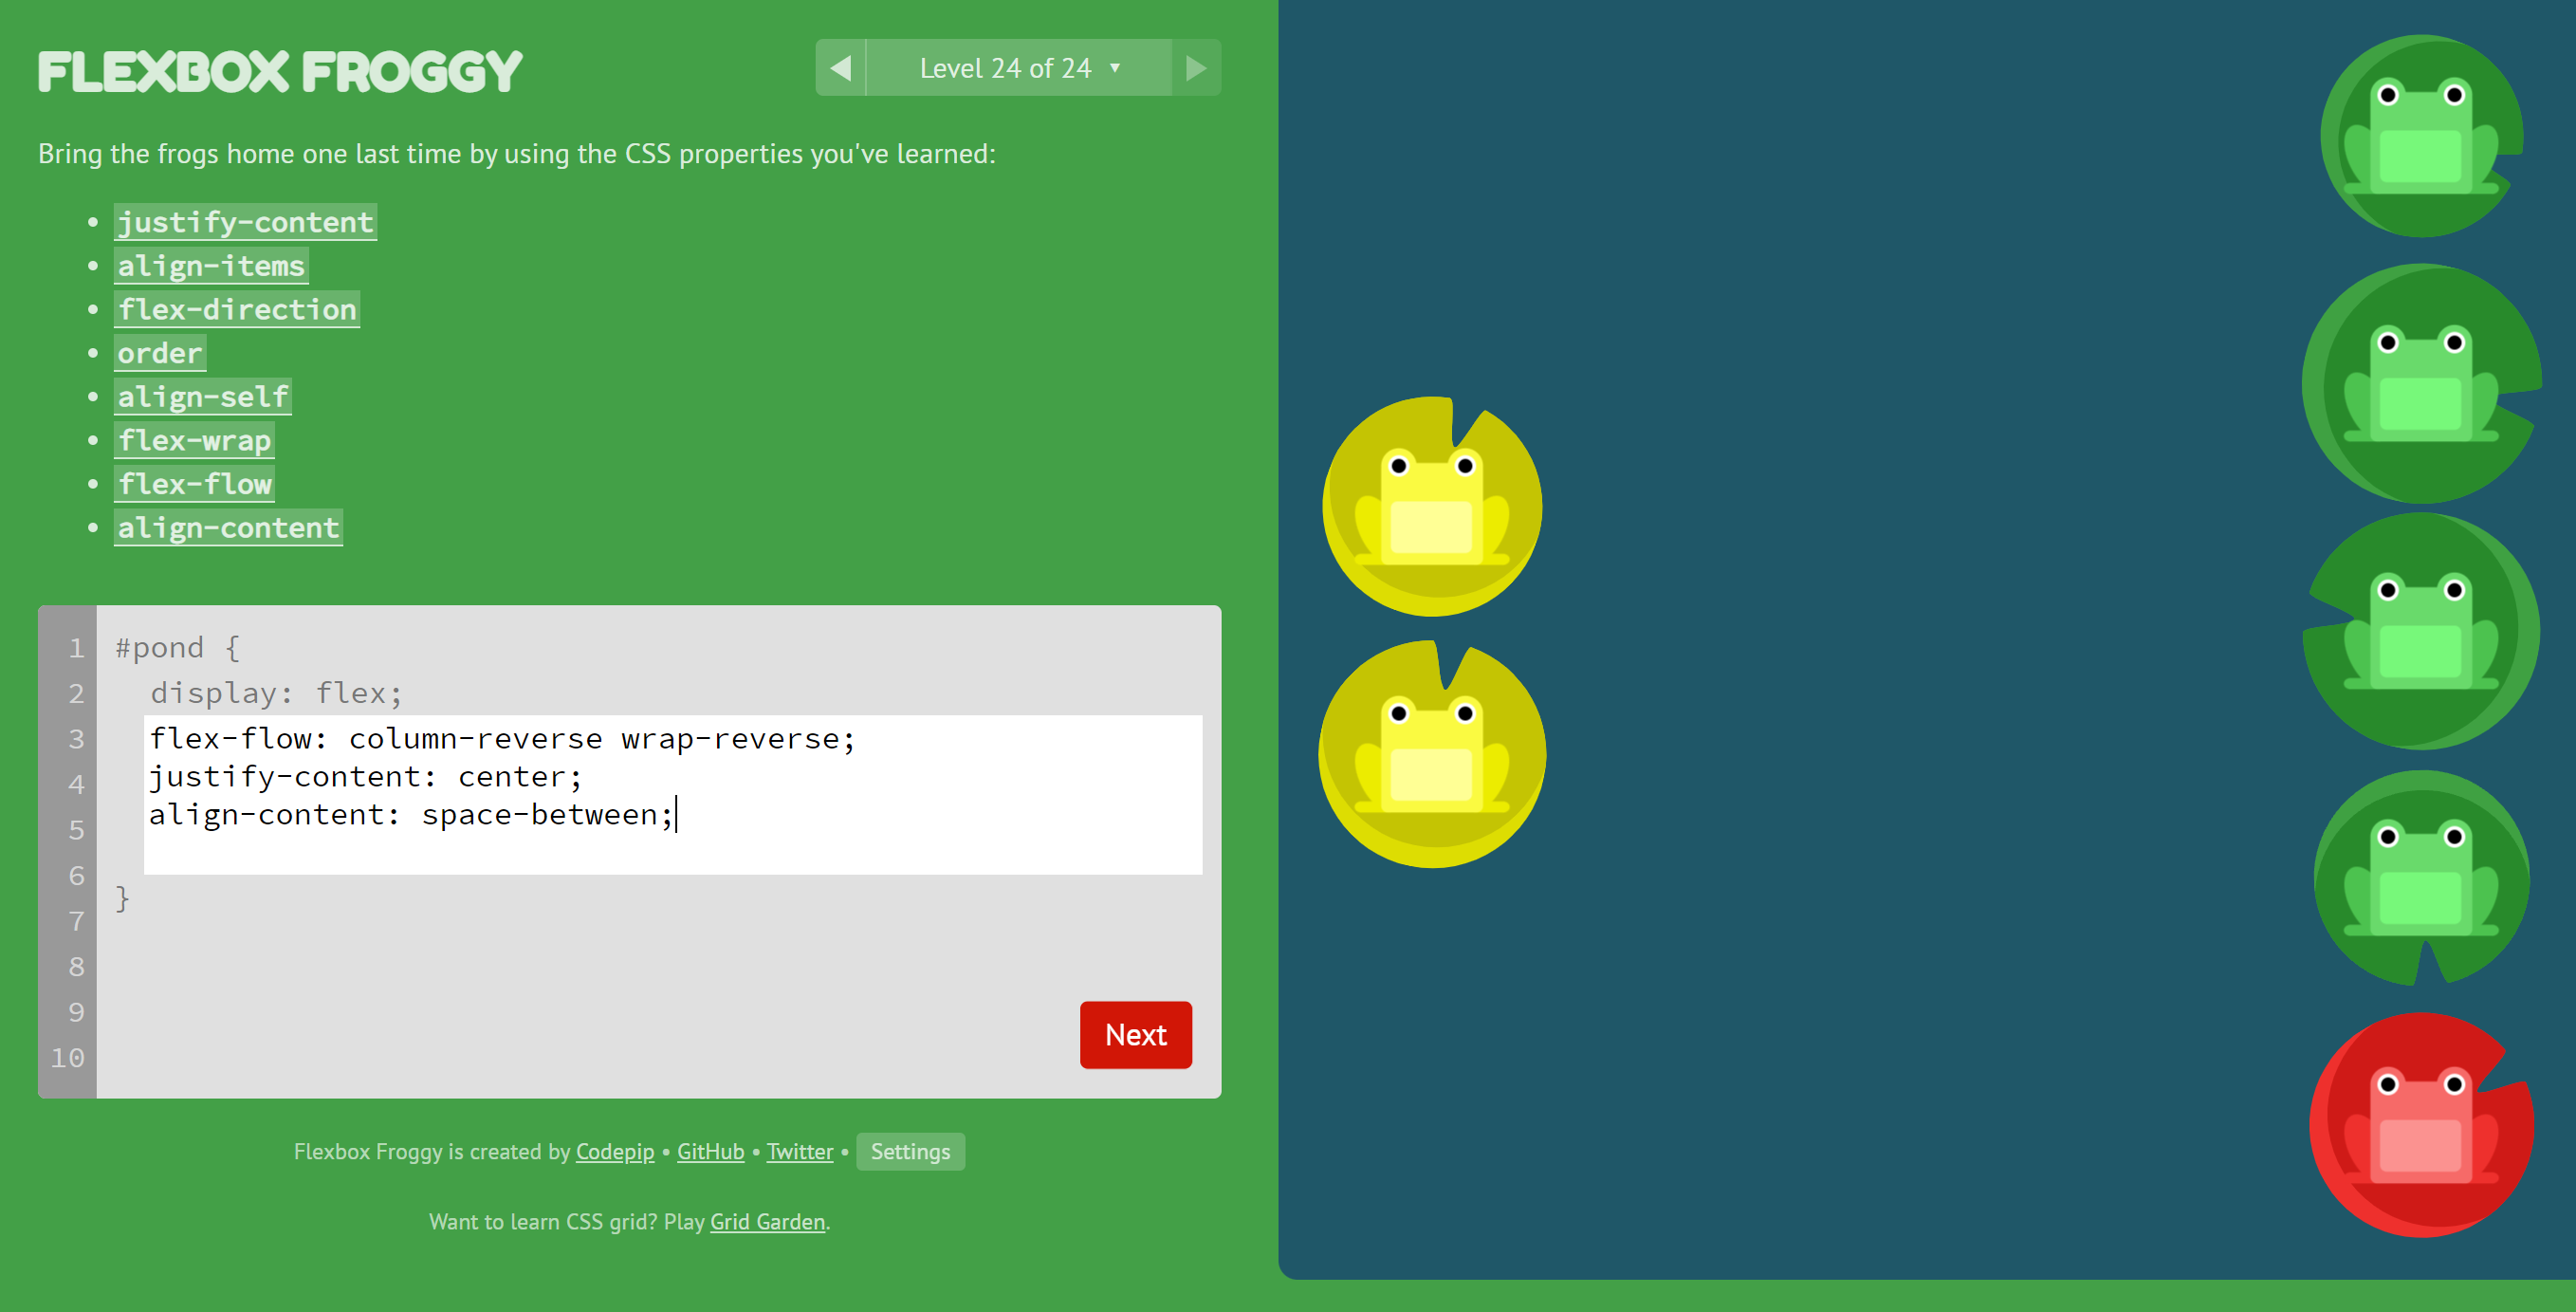 FLEXBOX FROGGY
◀ Level 24 of 24 ▼ ▶
Bring the frogs home one last time by using the CSS properties you've learned:
• justify-content
• align-items
• flex-direction
• order
• align-self
• flex-wrap
• flex-flow
• align-content
1 #pond {
2 display: flex;
3 flex-flow: column-reverse wrap-reverse;
4 justify-content: center;
5 align-content: space-between;
6 }
7
8
9
10
Next
Flexbox Froggy is created by Codepip • GitHub • Twitter • Settings
Want to learn CSS grid? Play Grid Garden.